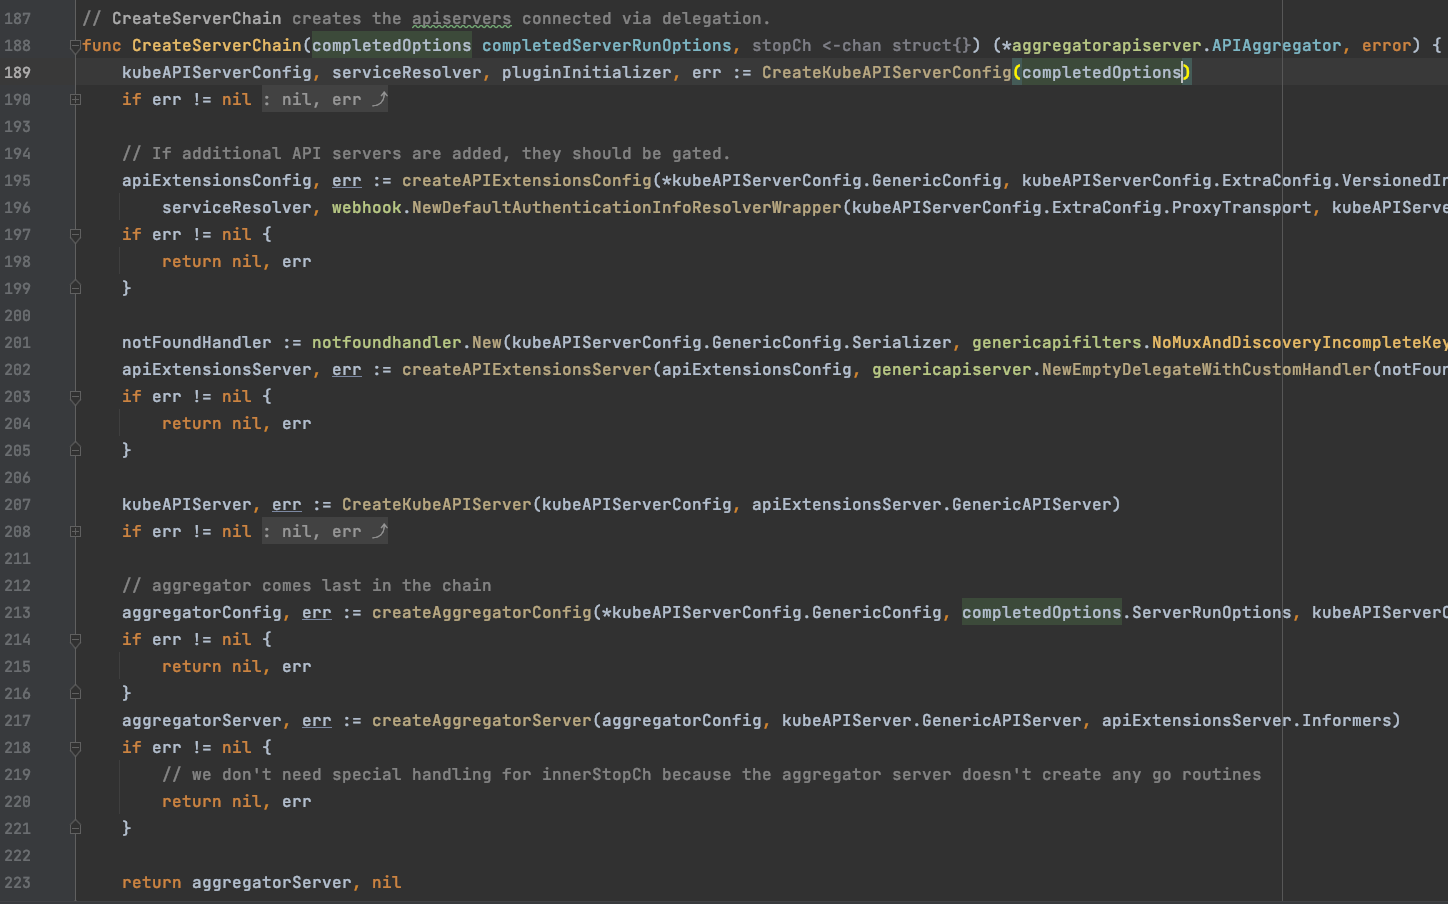 187 // CreateServerChain creates the apiservers connected via delegation.
188 func CreateServerChain(completedOptions completedServerRunOptions, stopCh <-chan struct{}) (*aggregatorapiserver.APIAggregator, error) {
189 kubeAPIServerConfig, serviceResolver, pluginInitializer, err := CreateKubeAPIServerConfig(completedOptions)
190 if err != nil : nil, err
193
194 // If additional API servers are added, they should be gated.
195 apiExtensionsConfig, err := createAPIExtensionsConfig(*kubeAPIServerConfig.GenericConfig, kubeAPIServerConfig.ExtraConfig.VersionedIn
196 serviceResolver, webhook.NewDefaultAuthenticationInfoResolverWrapper(kubeAPIServerConfig.ExtraConfig.ProxyTransport, kubeAPIServe
197 if err != nil {
198 return nil, err
199 }
200
201 notFoundHandler := notfoundhandler.New(kubeAPIServerConfig.GenericConfig.Serializer, genericapifilters.NoMuxAndDiscoveryIncompleteKey
202 apiExtensionsServer, err := createAPIExtensionsServer(apiExtensionsConfig, genericapiserver.NewEmptyDelegateWithCustomHandler(notFoun
203 if err != nil {
204 return nil, err
205 }
206
207 kubeAPIServer, err := CreateKubeAPIServer(kubeAPIServerConfig, apiExtensionsServer.GenericAPIServer)
208 if err != nil : nil, err
211
212 // aggregator comes last in the chain
213 aggregatorConfig, err := createAggregatorConfig(*kubeAPIServerConfig.GenericConfig, completedOptions.ServerRunOptions, kubeAPIServerC
214 if err != nil {
215 return nil, err
216 }
217 aggregatorServer, err := createAggregatorServer(aggregatorConfig, kubeAPIServer.GenericAPIServer, apiExtensionsServer.Informers)
218 if err != nil {
219 // we don't need special handling for innerStopCh because the aggregator server doesn't create any go routines
220 return nil, err
221 }
222
223 return aggregatorServer, nil